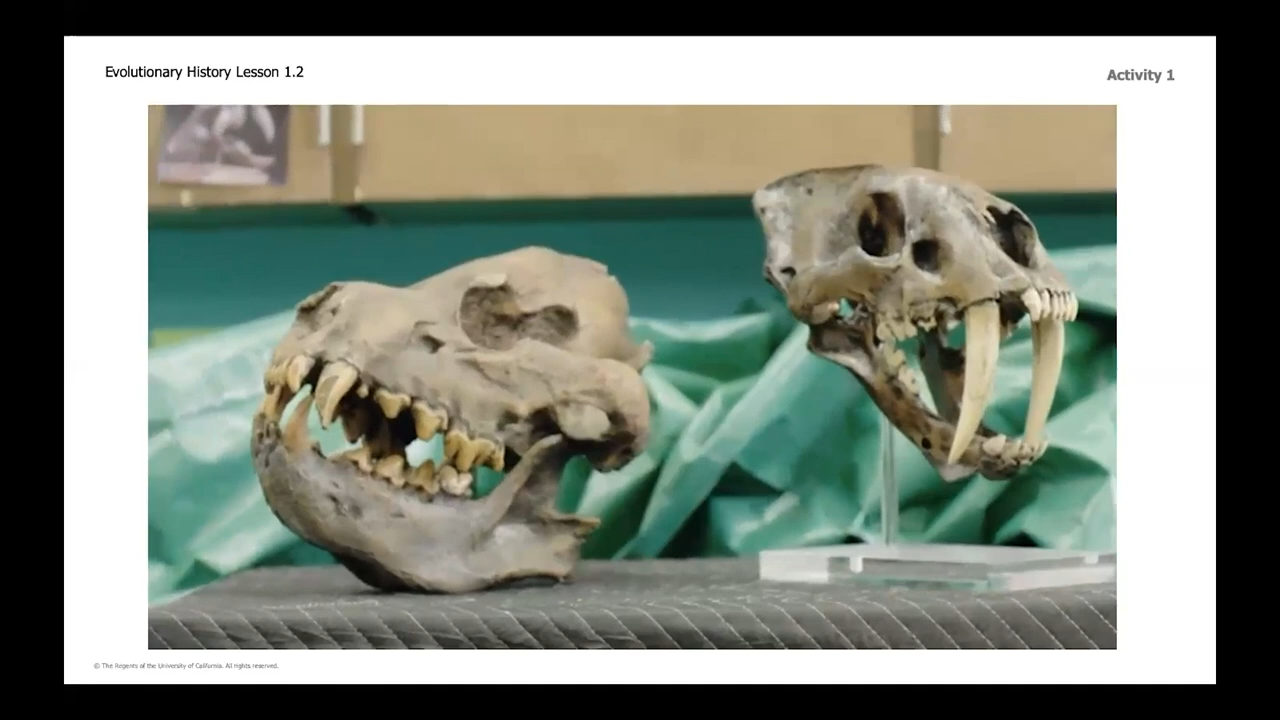 Evolutionary History Lesson 1.2
Activity 1
© The Regents of the University of California. All rights reserved.